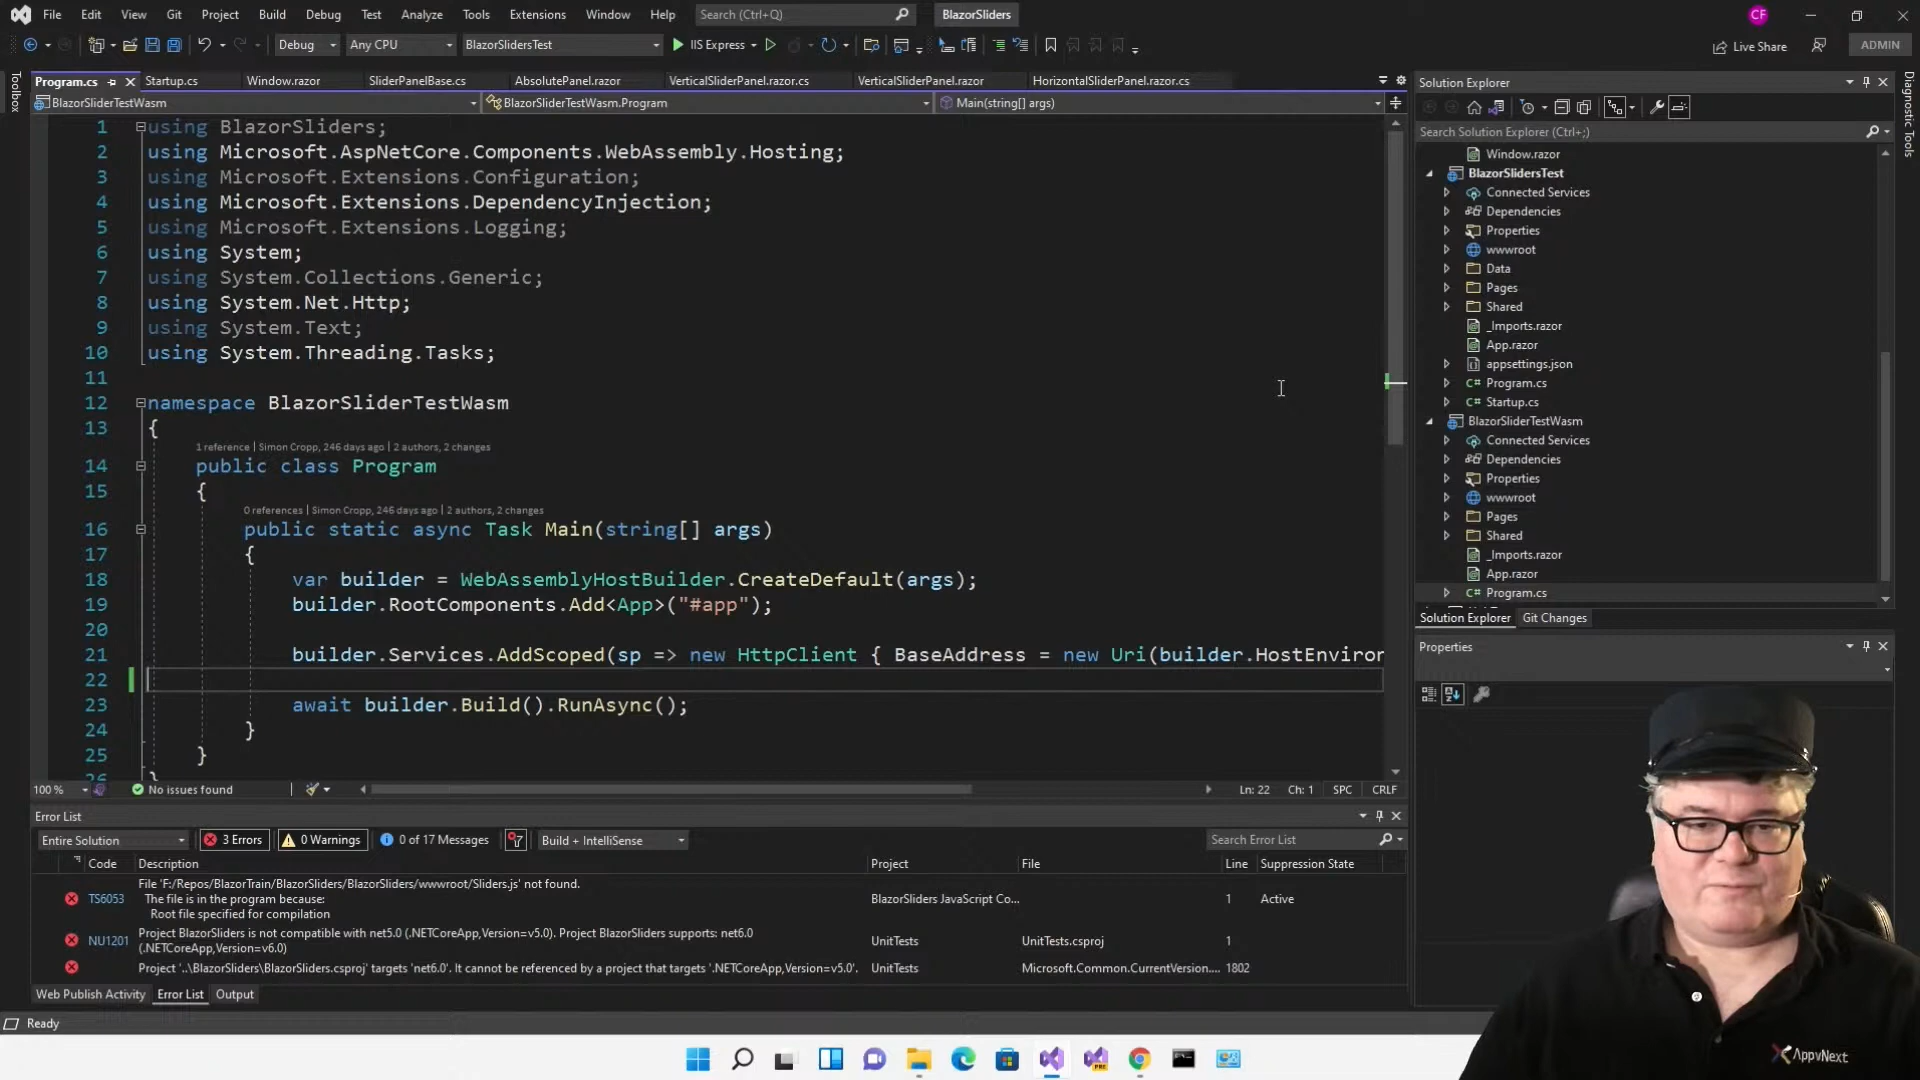 File Edit View Git Project Build Debug Test Analyze Tools Extensions Window Help Search (Ctrl+Q) BlazorSliders CF
Debug Any CPU BlazorSlidersTest IIS Express Live Share ADMIN
Toolbox
Program.cs Startup.cs Window.razor SliderPanelBase.cs AbsolutePanel.razor VerticalSliderPanel.razor.cs VerticalSliderPanel.razor HorizontalSliderPanel.razor.cs
BlazorSliderTestWasm BlazorSliderTestWasm.Program Main(string[] args)
1 using BlazorSliders;
2 using Microsoft.AspNetCore.Components.WebAssembly.Hosting;
3 using Microsoft.Extensions.Configuration;
4 using Microsoft.Extensions.DependencyInjection;
5 using Microsoft.Extensions.Logging;
6 using System;
7 using System.Collections.Generic;
8 using System.Net.Http;
9 using System.Text;
10 using System.Threading.Tasks;
11
12 namespace BlazorSliderTestWasm
13 {
1 reference | Simon Cropp, 246 days ago | 2 authors, 2 changes
14 public class Program
15 {
0 references | Simon Cropp, 246 days ago | 2 authors, 2 changes
16 public static async Task Main(string[] args)
17 {
18 var builder = WebAssemblyHostBuilder.CreateDefault(args);
19 builder.RootComponents.Add<App>("#app");
20
21 builder.Services.AddScoped(sp => new HttpClient { BaseAddress = new Uri(builder.HostEnviron
22
23 await builder.Build().RunAsync();
24 }
25 }
26 }
100 % No issues found Ln: 22 Ch: 1 SPC CRLF
Error List
Entire Solution 3 Errors 0 Warnings 0 of 17 Messages Build + IntelliSense Search Error List
Code Description Project File Line Suppression State
TS6053 File 'F:/Repos/BlazorTrain/BlazorSliders/BlazorSliders/wwwroot/Sliders.js' not found.
The file is in the program because:
Root file specified for compilation
BlazorSliders JavaScript Co... 1 Active
NU1201 Project BlazorSliders is not compatible with net5.0 (.NETCoreApp,Version=v5.0). Project BlazorSliders supports: net6.0
(.NETCoreApp,Version=v6.0)
UnitTests UnitTests.csproj 1
Project '..\BlazorSliders\BlazorSliders.csproj' targets 'net6.0'. It cannot be referenced by a project that targets '.NETCoreApp,Version=v5.0'. UnitTests Microsoft.Common.CurrentVersion.... 1802
Web Publish Activity Error List Output
Ready
Solution Explorer
Search Solution Explorer (Ctrl+;)
Window.razor
BlazorSlidersTest
Connected Services
Dependencies
Properties
wwwroot
Data
Pages
Shared
_Imports.razor
App.razor
appsettings.json
C# Program.cs
C# Startup.cs
BlazorSliderTestWasm
Connected Services
Dependencies
Properties
wwwroot
Pages
Shared
_Imports.razor
App.razor
C# Program.cs
Solution Explorer Git Changes
Properties
Diagnostic Tools
PRE
AppvNext